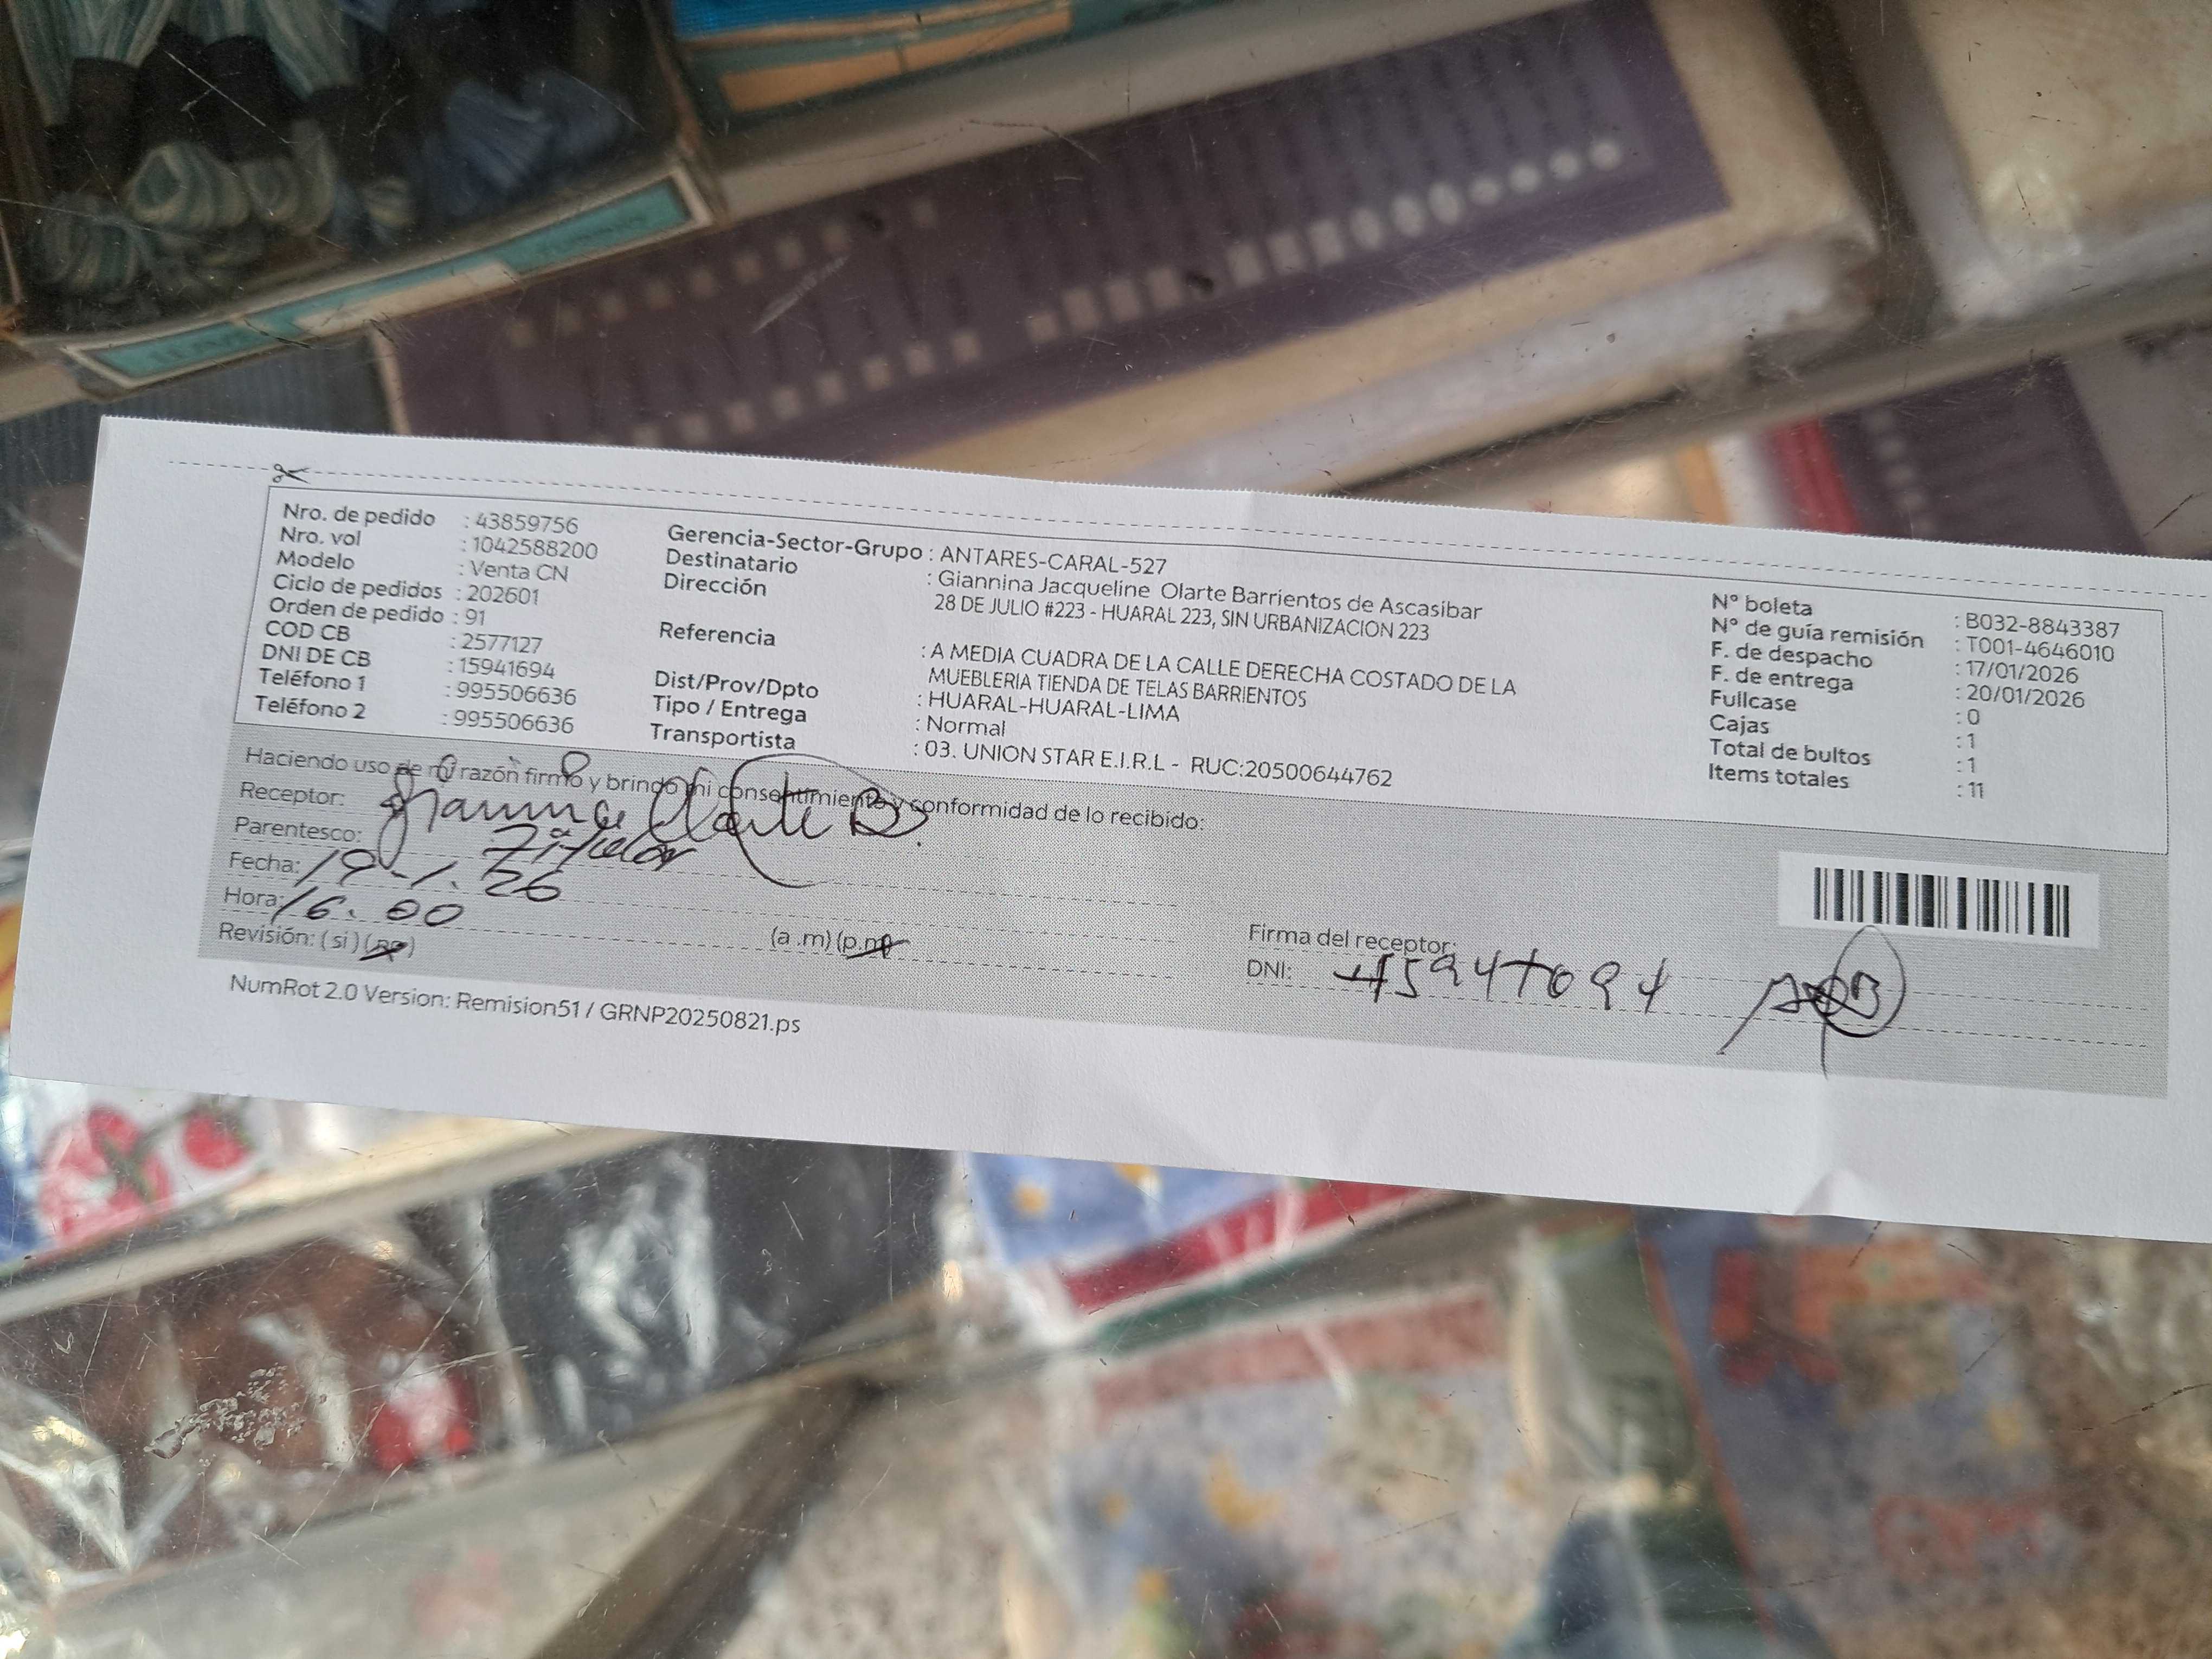 Nro. de pedido : 43859756
Nro. vol : 1042588200
Modelo : Venta CN
Ciclo de pedidos : 202601
Orden de pedido : 91
COD CB : 2577127
DNI DE CB : 15941694
Teléfono 1 : 995506636
Teléfono 2 : 995506636
Gerencia-Sector-Grupo : ANTARES-CARAL-527
Destinatario : Giannina Jacqueline Olarte Barrientos de Ascasibar
Dirección 28 DE JULIO #223 - HUARAL 223, SIN URBANIZACION 223
Referencia : A MEDIA CUADRA DE LA CALLE DERECHA COSTADO DE LA
MUEBLERIA TIENDA DE TELAS BARRIENTOS
Dist/Prov/Dpto : HUARAL-HUARAL-LIMA
Tipo / Entrega : Normal
Transportista : 03. UNION STAR E.I.R.L - RUC:20500644762
N° boleta : B032-8843387
N° de guía remisión : T001-4646010
F. de despacho : 17/01/2026
F. de entrega : 20/01/2026
Fullcase : 0
Cajas : 1
Total de bultos : 1
Items totales : 11
Haciendo uso de mi razón firmo y brindo mi consentimiento y conformidad de lo recibido:
Receptor: Giannina Olarte B.
Parentesco: Titular
Fecha: 19-1.26
Hora: 16.00 (a .m) (p.m)
Revisión: ( si ) (no)
Firma del receptor:
DNI:
NumRot 2.0 Version: Remision51 / GRNP20250821.ps